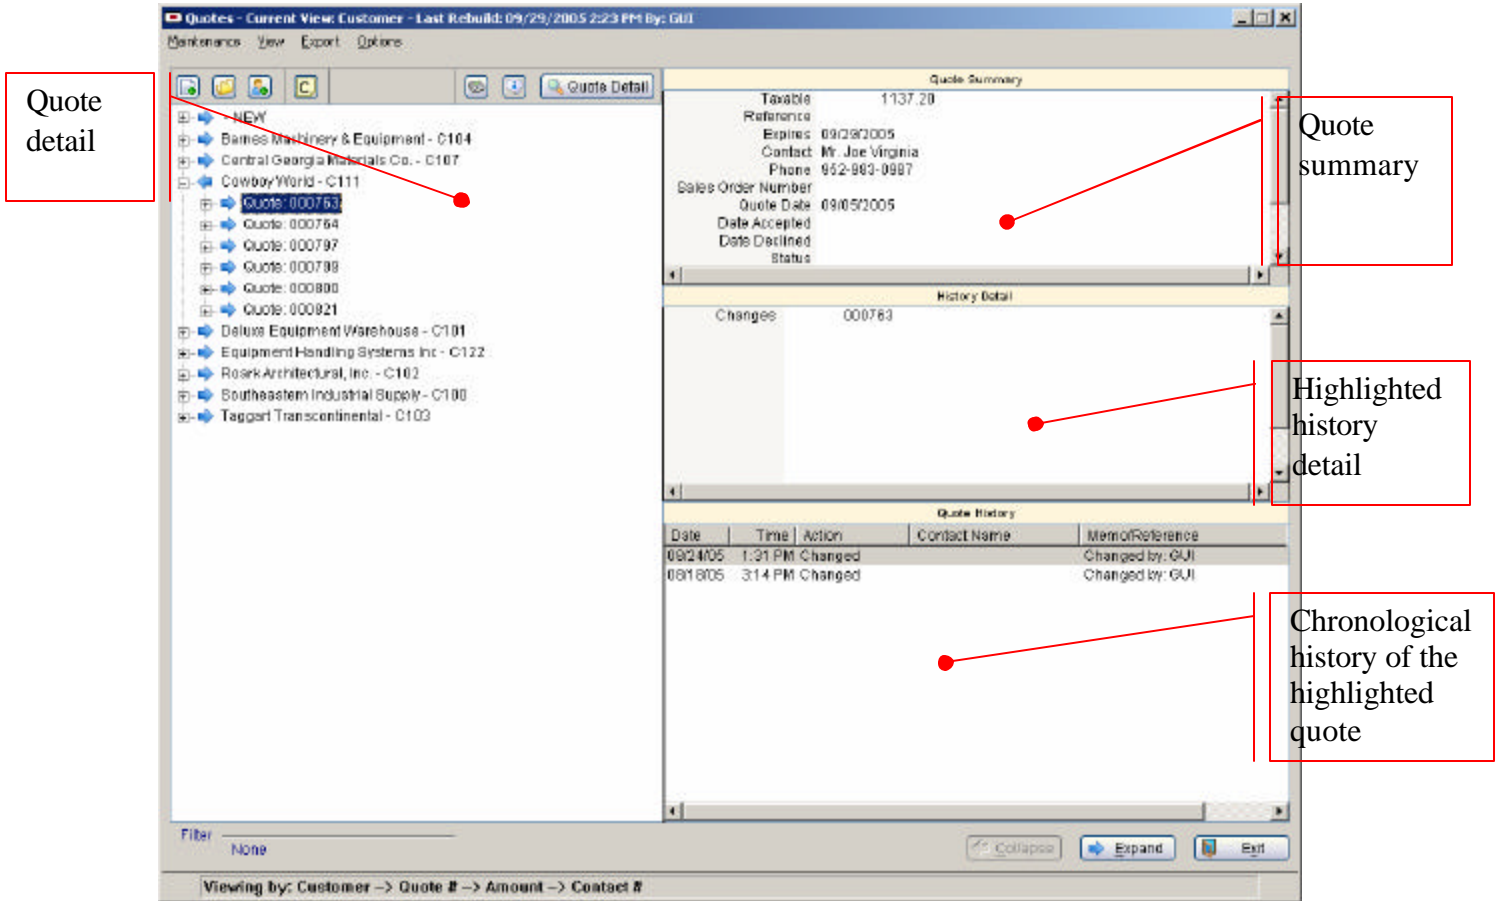 Quotes - Current View: Customer - Last Rebuild: 09/29/2005 2:23 PM By: GUI
Maintenance View Export Options
Quote
detail
C
Quote Detail
- NEW
Barnes Machinery & Equipment - C104
Central Georgia Materials Co. - C107
Cowboy World - C111
Quote: 000763
Quote: 000764
Quote: 000797
Quote: 000799
Quote: 000800
Quote: 000821
Deluxe Equipment Warehouse - C101
Equipment Handling Systems Inc - C122
Roark Architectural, Inc. - C102
Southeastern Industrial Supply - C100
Taggart Transcontinental - C103
Quote Summary
Taxable 1137.20
Reference
Expires 09/29/2005
Contact Mr. Joe Virginia
Phone 952-983-0987
Sales Order Number
Quote Date 09/05/2005
Date Accepted
Date Declined
Status
Quote
summary
History Detail
Changes 000763
Highlighted
history
detail
Quote History
Date Time Action Contact Name Memo/Reference
09/24/05 1:31 PM Changed Changed by: GUI
08/18/05 3:14 PM Changed Changed by: GUI
Chronological
history of the
highlighted
quote
Filter
None
Collapse Expand Exit
Viewing by: Customer --> Quote # --> Amount --> Contact #